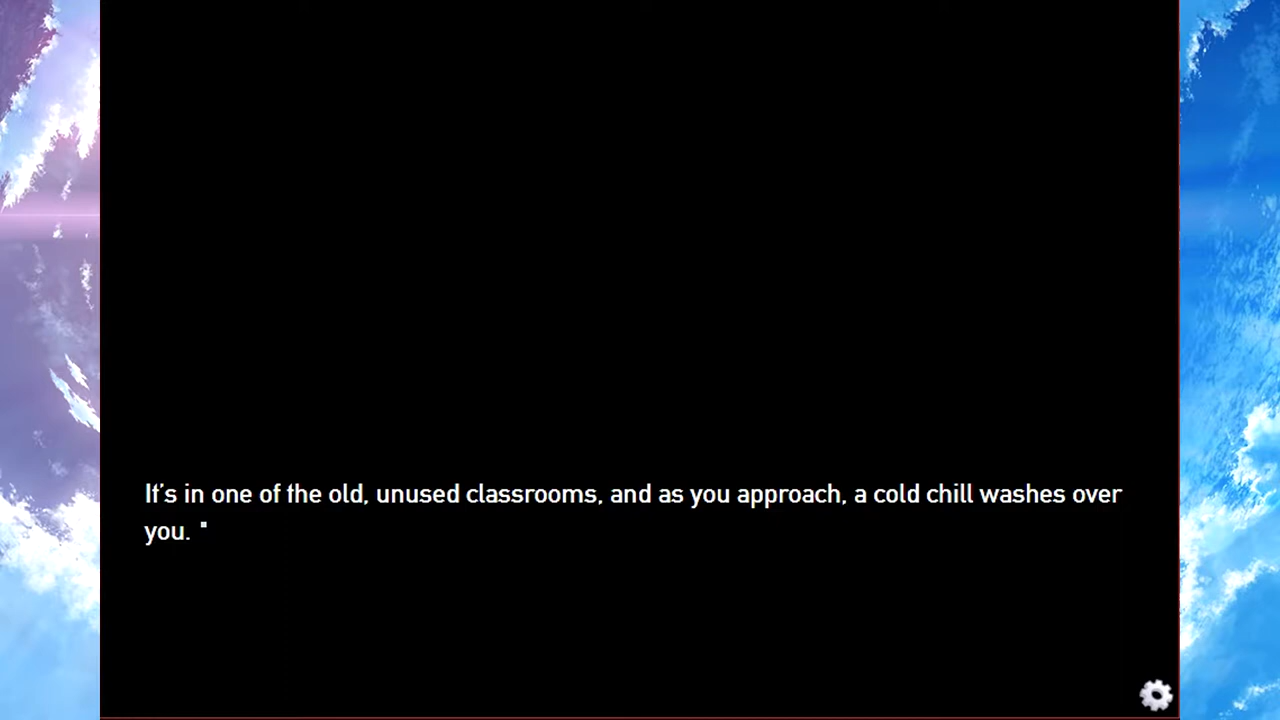 It's in one of the old, unused classrooms, and as you approach, a cold chill washes over
you. "